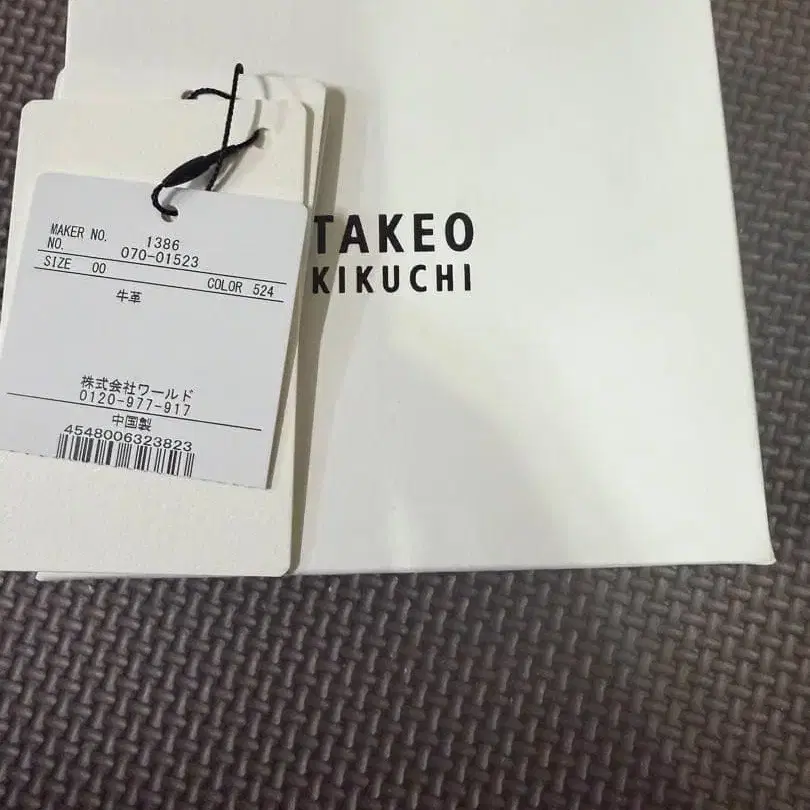 MAKER NO. 1386
NO. 070-01523
SIZE 00 COLOR 524
牛革
株式会社ワールド
0120-977-917
中国製
4548006323823
TAKEO
KIKUCHI